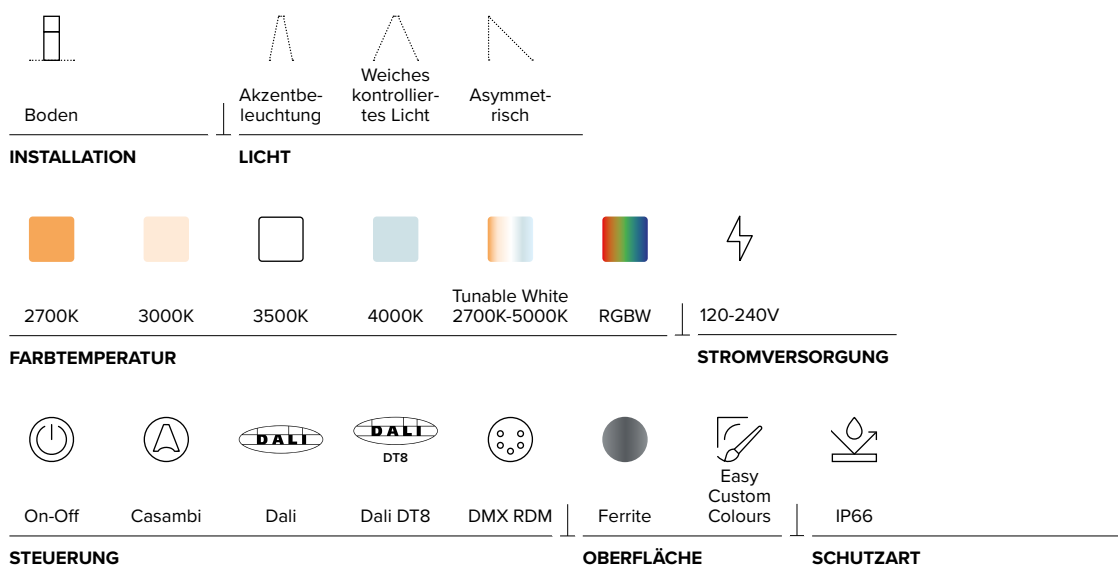 Boden
Akzentbe-
leuchtung
Weiches
kontrollier-
tes Licht
Asymmet-
risch
INSTALLATION
LICHT
2700K
3000K
3500K
4000K
Tunable White
2700K-5000K
RGBW
120-240V
FARBTEMPERATUR
STROMVERSORGUNG
DALI
DALI
DT8
On-Off
Casambi
Dali
Dali DT8
DMX RDM
Ferrite
Easy
Custom
Colours
IP66
STEUERUNG
OBERFLÄCHE
SCHUTZART